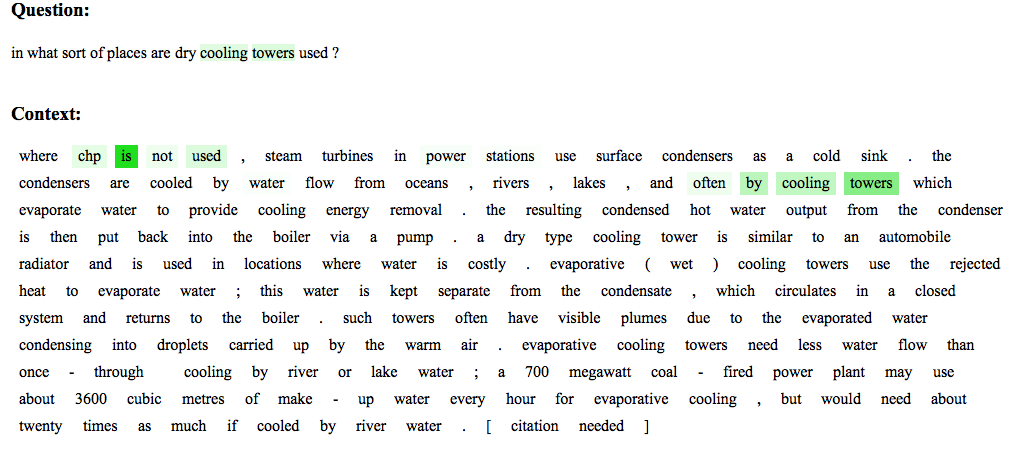 Question:
in what sort of places are dry cooling towers used ?
Context:
where chp is not used , steam turbines in power stations use surface condensers as a cold sink . the
condensers are cooled by water flow from oceans , rivers , lakes , and often by cooling towers which
evaporate water to provide cooling energy removal . the resulting condensed hot water output from the condenser
is then put back into the boiler via a pump . a dry type cooling tower is similar to an automobile
radiator and is used in locations where water is costly . evaporative ( wet ) cooling towers use the rejected
heat to evaporate water ; this water is kept separate from the condensate , which circulates in a closed
system and returns to the boiler . such towers often have visible plumes due to the evaporated water
condensing into droplets carried up by the warm air . evaporative cooling towers need less water flow than
once - through cooling by river or lake water ; a 700 megawatt coal - fired power plant may use
about 3600 cubic metres of make - up water every hour for evaporative cooling , but would need about
twenty times as much if cooled by river water . [ citation needed ]